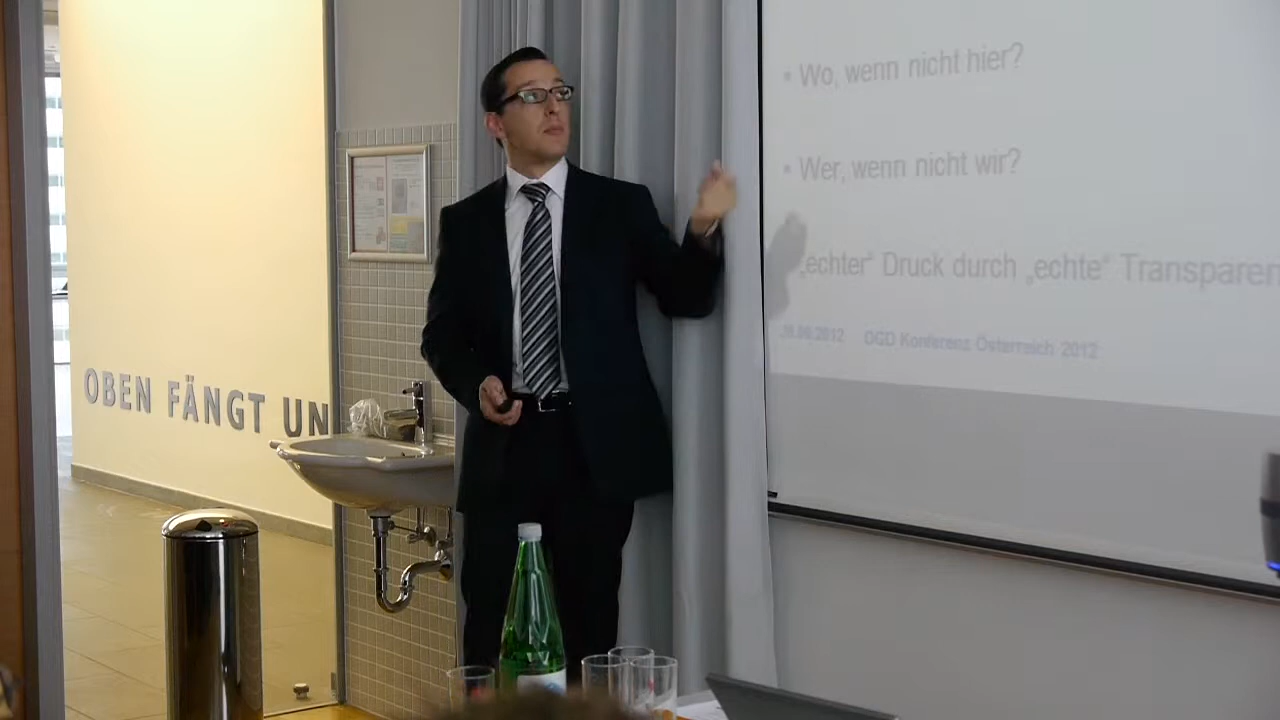 • Wo, wenn nicht hier?
• Wer, wenn nicht wir?
„echter“ Druck durch „echte“ Transparen
OGD Konferenz Österreich 2012
OBEN FÄNGT UN